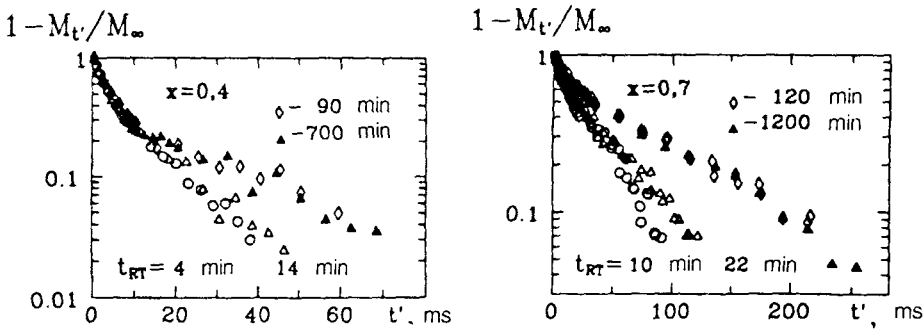 1−M_t'/M_∞
1
0.1
0.01
x=0,4
◊ − 90 min
▲ −700 min
t_RT= 4 min 14 min
0 20 40 60 t', ms
1−M_t'/M_∞
1
0.1
x=0,7
◊ − 120 min
▲ −1200 min
t_RT= 10 min 22 min
0 100 200 t', ms